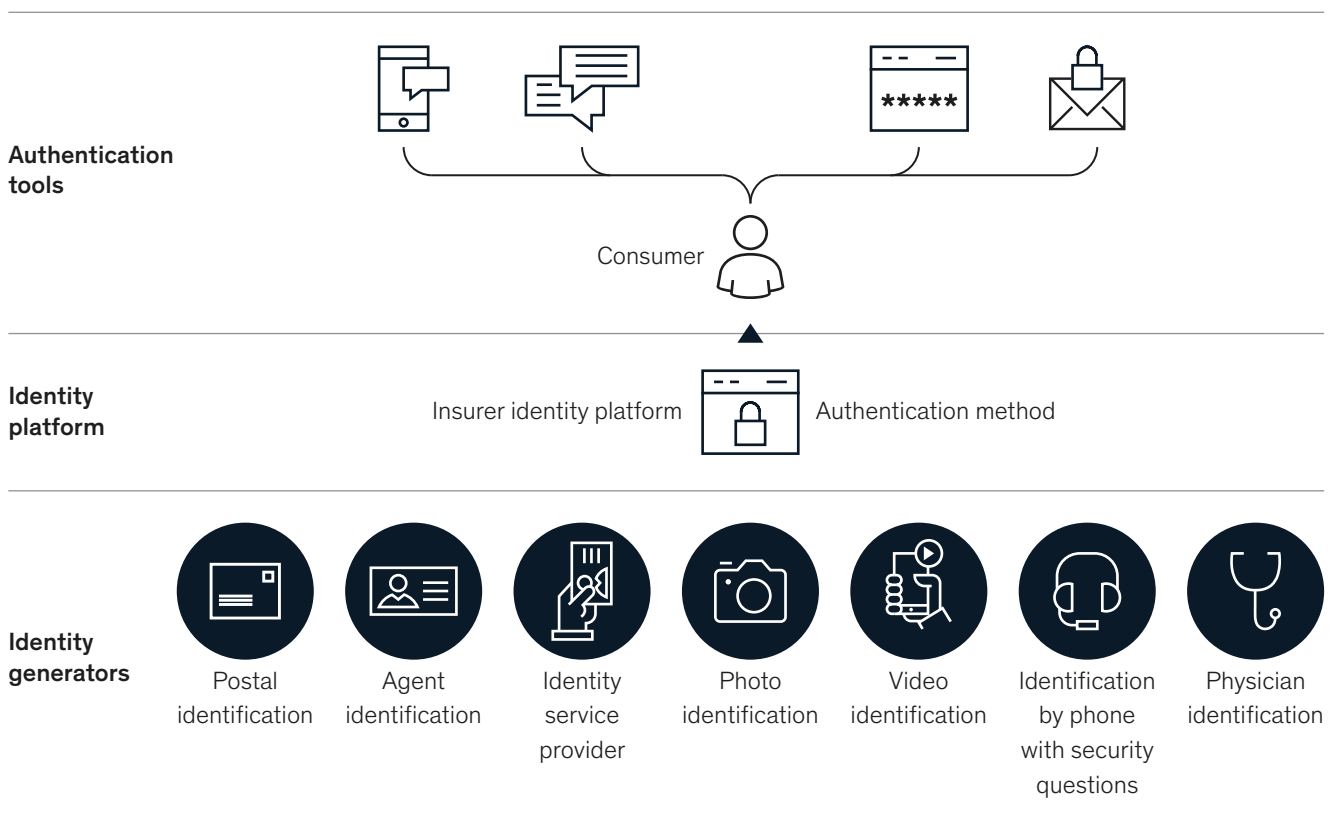 *****
Authentication
tools
Consumer
Identity
platform
Insurer identity platform
Authentication method
Identity
generators
Postal
identification
Agent
identification
Identity
service
provider
Photo
identification
Video
identification
Identification
by phone
with security
questions
Physician
identification